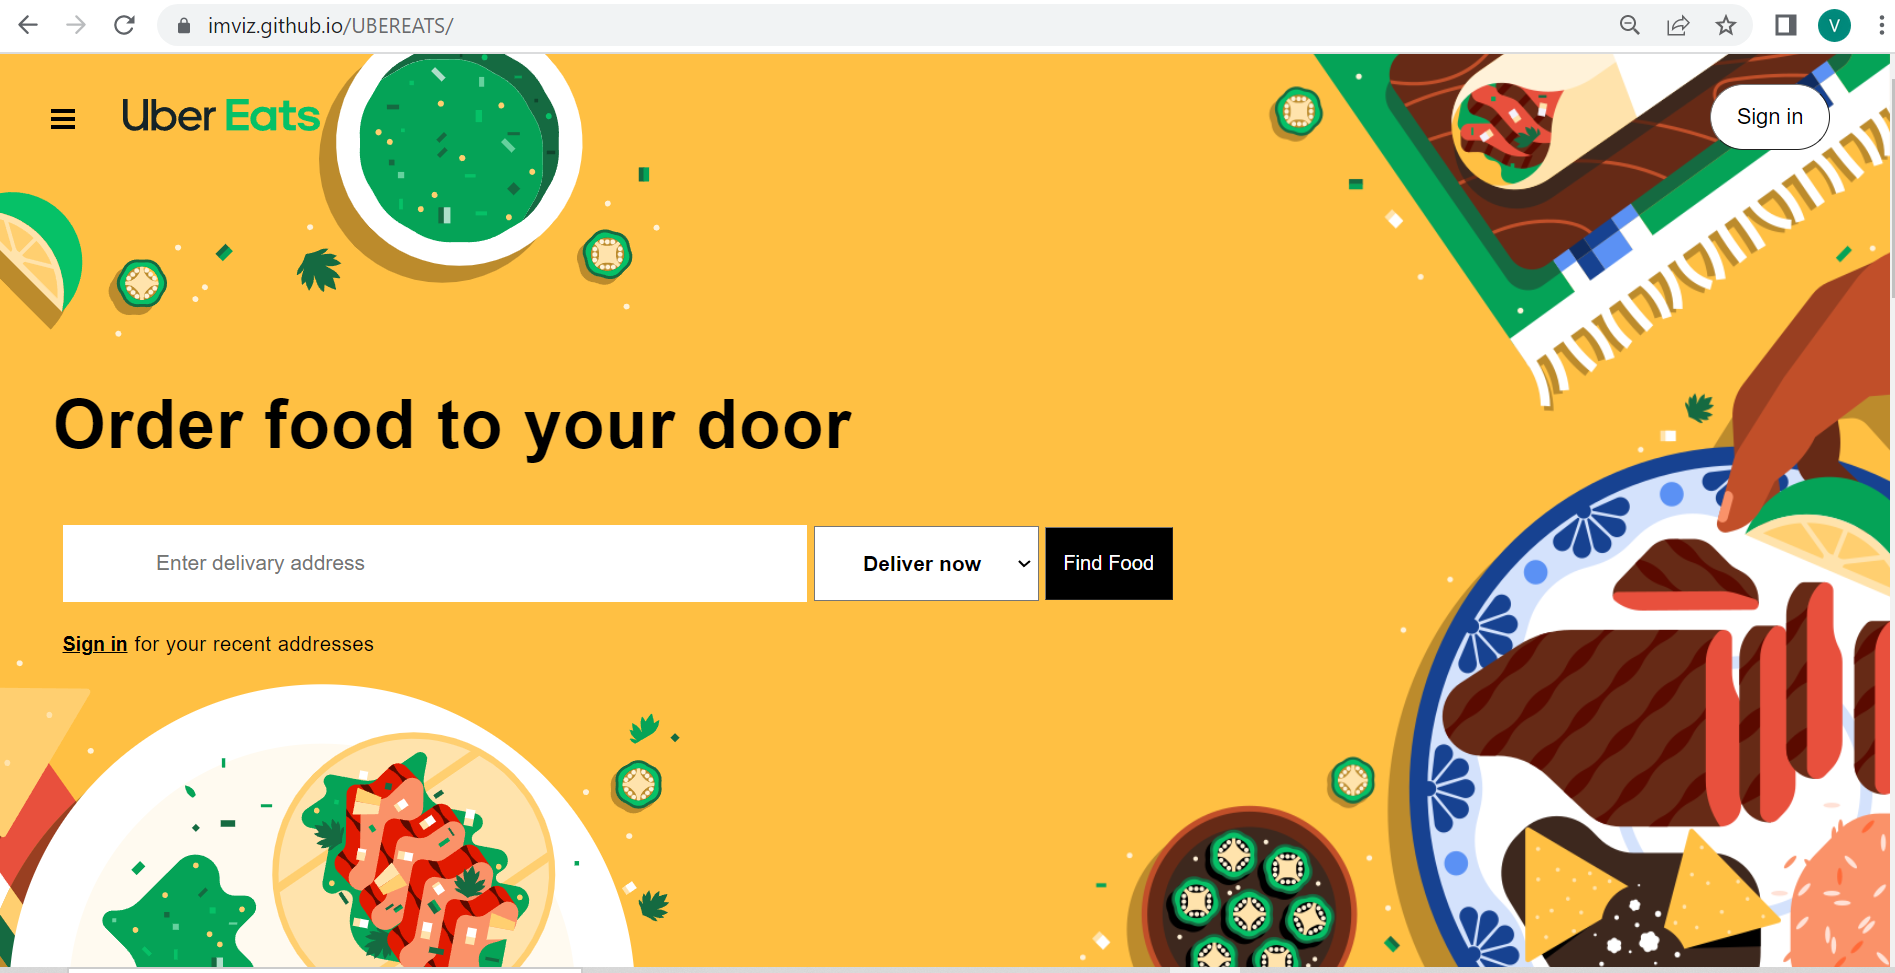 imviz.github.io/UBEREATS/
V
Uber Eats
Sign in
Order food to your door
Enter delivary address
Deliver now
Find Food
Sign in for your recent addresses